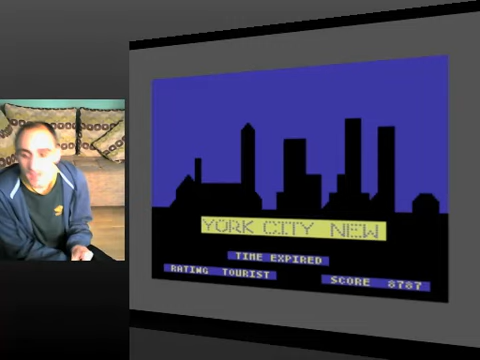 YORK CITY NEW
TIME EXPIRED
RATING TOURIST
SCORE 8787